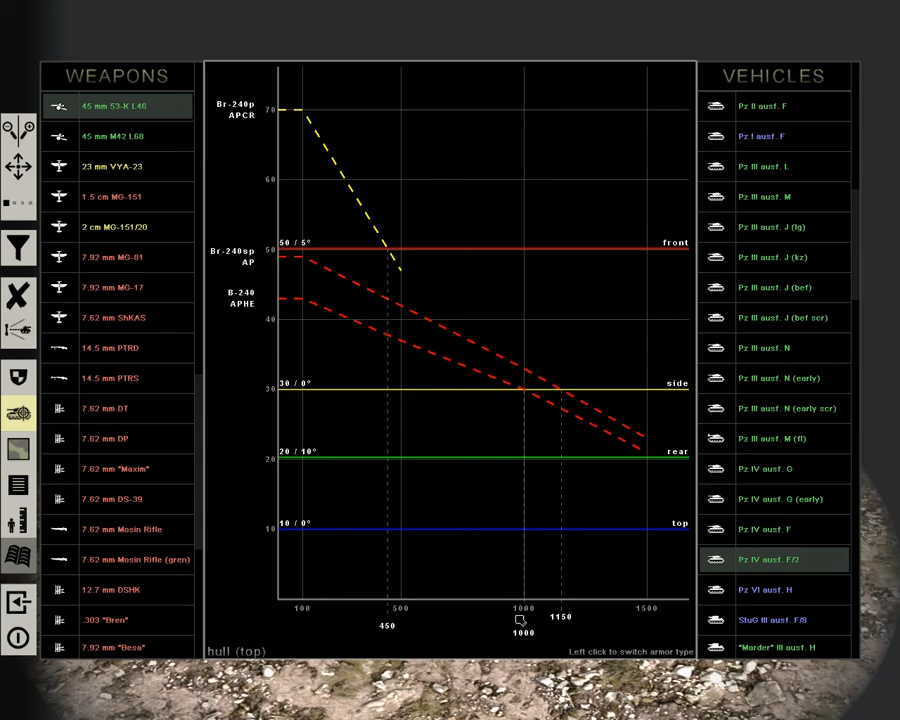 WEAPONS
45 mm 53-K L46
45 mm M42 L68
23 mm VYA-23
1.5 cm MG-151
2 cm MG-151/20
7.92 mm MG-81
7.92 mm MG-17
7.62 mm ShKAS
14.5 mm PTRD
14.5 mm PTRS
7.62 mm DT
7.62 mm DP
7.62 mm "Maxim"
7.62 mm DS-39
7.62 mm Mosin Rifle
7.62 mm Mosin Rifle (gren)
12.7 mm DSHK
.303 "Bren"
7.92 mm "Besa"
Br-240p
APCR
Br-240sp
AP
B-240
APHE
70
60
50
40
30
20
10
50 / 5°
front
30 / 0°
side
20 / 10°
rear
10 / 0°
top
100
500
1000
1500
450
1000
1150
hull (top)
Left click to switch armor type
VEHICLES
Pz II ausf. F
Pz I ausf. F
Pz III ausf. L
Pz III ausf. M
Pz III ausf. J (lg)
Pz III ausf. J (kz)
Pz III ausf. J (bef)
Pz III ausf. J (bef scr)
Pz III ausf. N
Pz III ausf. N (early)
Pz III ausf. N (early scr)
Pz III ausf. M (fl)
Pz IV ausf. G
Pz IV ausf. G (early)
Pz IV ausf. F
Pz IV ausf. F/2
Pz VI ausf. H
StuG III ausf. F/8
"Marder" III ausf. H